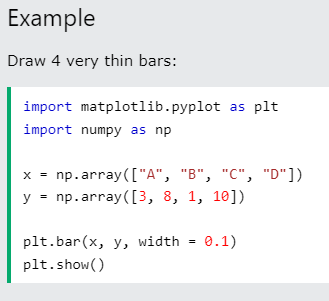 Example
Draw 4 very thin bars:
import matplotlib.pyplot as plt
import numpy as np
x = np.array(["A", "B", "C", "D"])
y = np.array([3, 8, 1, 10])
plt.bar(x, y, width = 0.1)
plt.show()